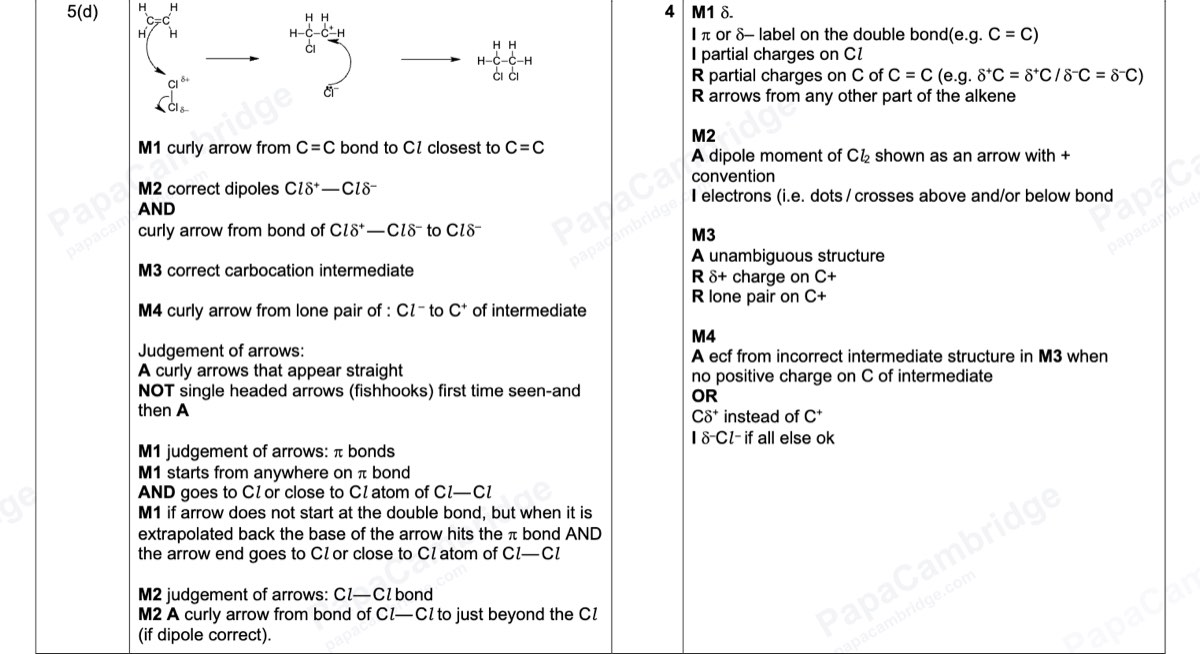 5(d)
H H
C=C
H H
Cl δ+
Cl δ–
H H
H–C–C+–H
Cl
Cl–
H H
H–C–C–H
Cl Cl
M1 curly arrow from C=C bond to Cl closest to C=C
M2 correct dipoles Clδ⁺—Clδ⁻
AND
curly arrow from bond of Clδ⁺—Clδ⁻ to Clδ⁻
M3 correct carbocation intermediate
M4 curly arrow from lone pair of : Cl⁻ to C⁺ of intermediate
Judgement of arrows:
A curly arrows that appear straight
NOT single headed arrows (fishhooks) first time seen-and
then A
M1 judgement of arrows: π bonds
M1 starts from anywhere on π bond
AND goes to Cl or close to Cl atom of Cl—Cl
M1 if arrow does not start at the double bond, but when it is
extrapolated back the base of the arrow hits the π bond AND
the arrow end goes to Cl or close to Cl atom of Cl—Cl
M2 judgement of arrows: Cl—Cl bond
M2 A curly arrow from bond of Cl—Cl to just beyond the Cl
(if dipole correct).
4
M1 δ.
I π or δ– label on the double bond(e.g. C = C)
I partial charges on Cl
R partial charges on C of C = C (e.g. δ⁺C = δ⁺C / δ⁻C = δ⁻C)
R arrows from any other part of the alkene
M2
A dipole moment of Cl₂ shown as an arrow with +
convention
I electrons (i.e. dots / crosses above and/or below bond
M3
A unambiguous structure
R δ+ charge on C+
R lone pair on C+
M4
A ecf from incorrect intermediate structure in M3 when
no positive charge on C of intermediate
OR
Cδ⁺ instead of C⁺
I δ⁻Cl⁻ if all else ok
PapaCambridge
papacambridge.com